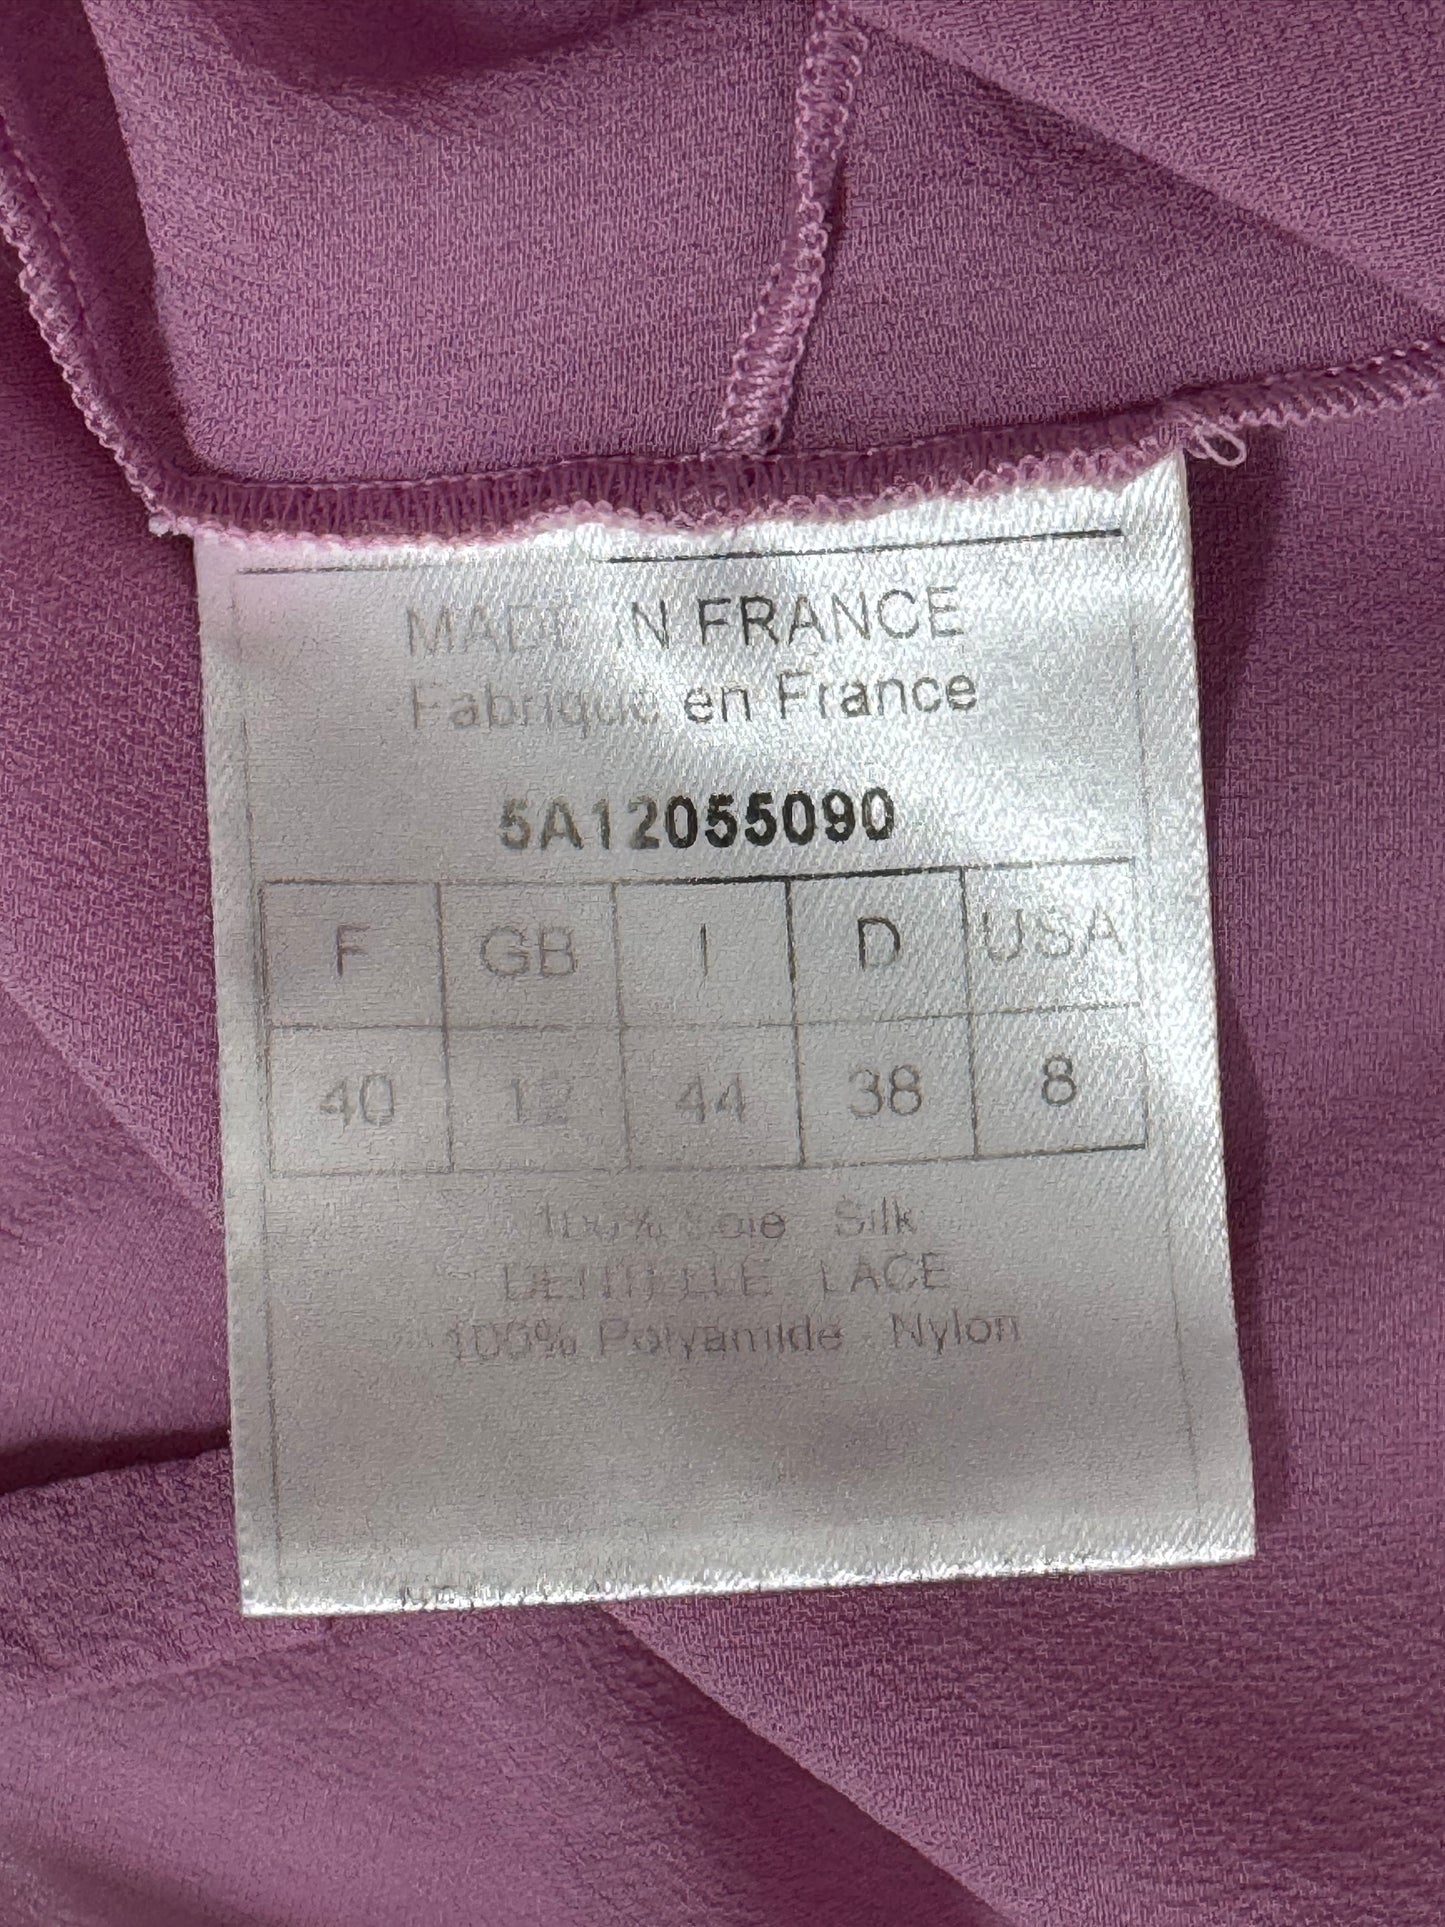 MADE IN FRANCE
Fabriqué en France
5A12055090
F GB I D USA
40 12 44 38 8
100% Soie Silk
DENTELLE LACE
100% Polyamide Nylon